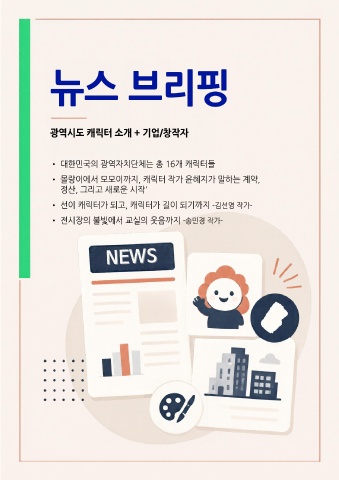 뉴스 브리핑
광역시도 캐릭터 소개 + 기업/창작자
• 대한민국의 광역자치단체는 총 16개 캐릭터들
• 몰랑이에서 모모이까지, 캐릭터 작가 윤혜지가 말하는 계약,
정산, 그리고 새로운 시작'
• 선이 캐릭터가 되고, 캐릭터가 길이 되기까지 -김선영 작가-
• 전시장의 불빛에서 교실의 웃음까지 -송민경 작가-
NEWS